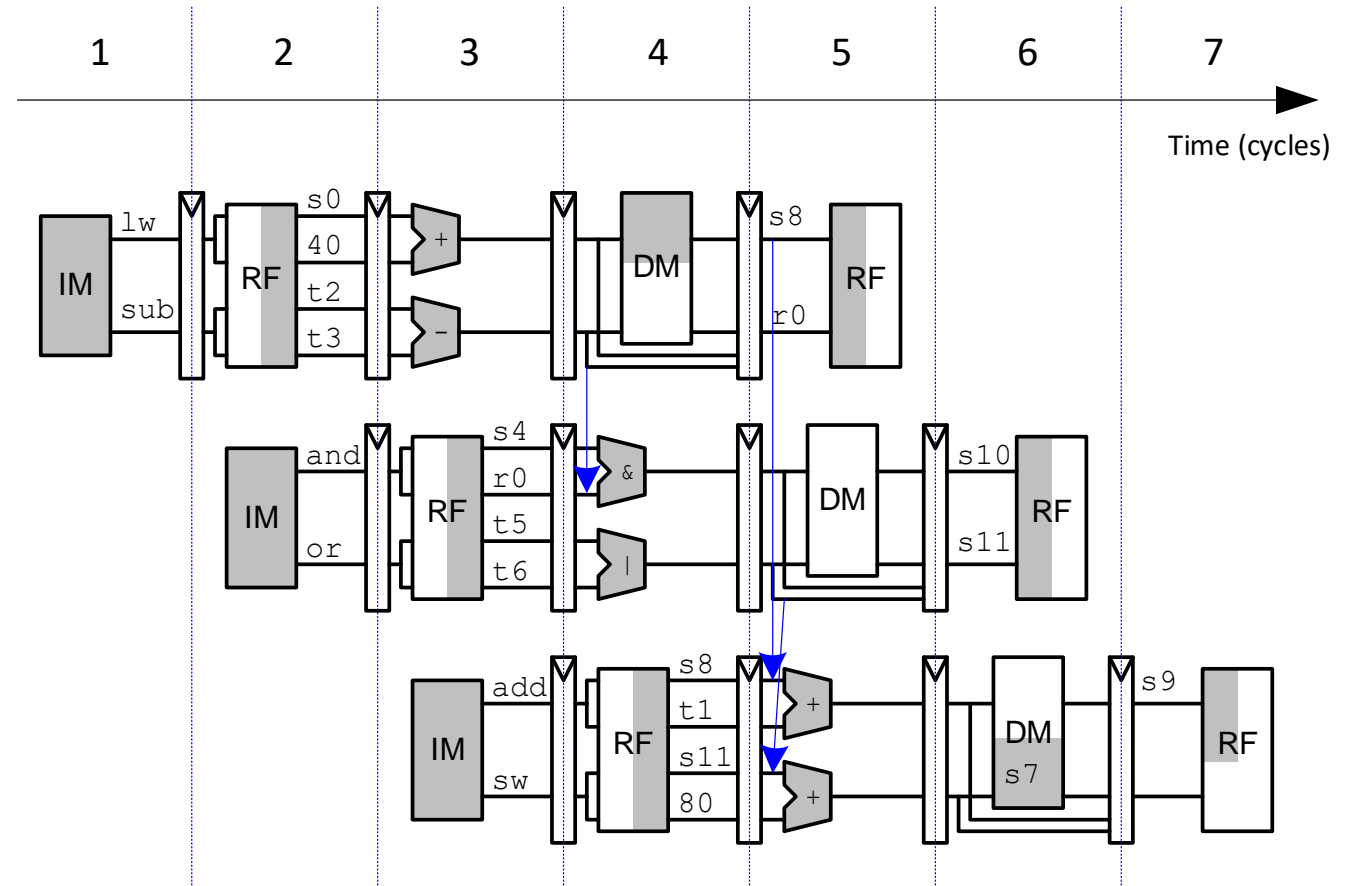 1 2 3 4 5 6 7
Time (cycles)
IM
lw
sub
RF
s0
40
t2
t3
+
-
DM
s8
r0
RF
IM
and
or
RF
s4
r0
t5
t6
&
|
DM
s10
s11
RF
IM
add
sw
RF
s8
t1
s11
80
+
+
DM
s7
s9
RF